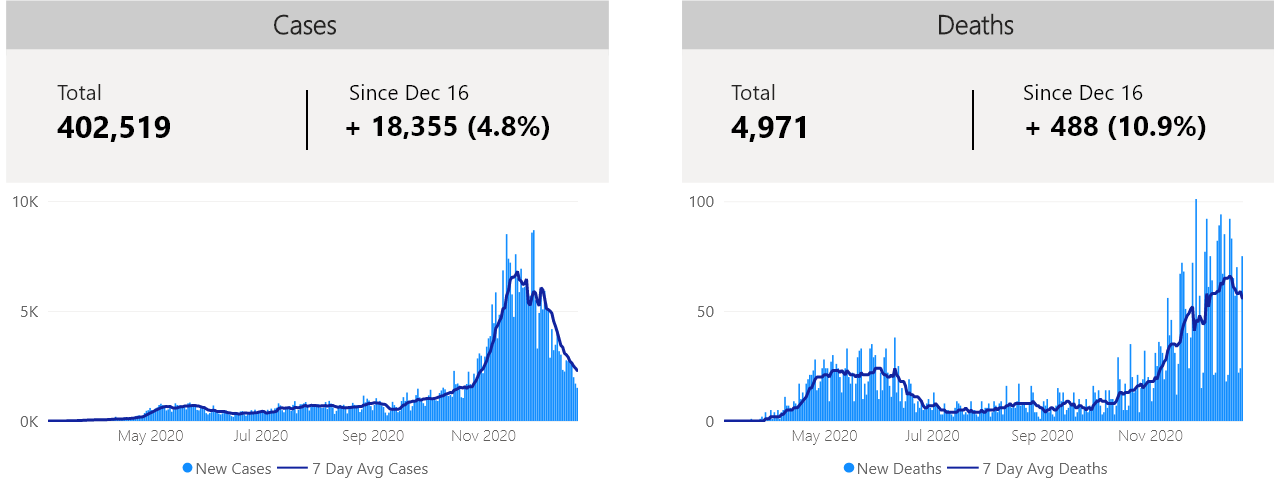 Cases
Total
402,519
Since Dec 16
+ 18,355 (4.8%)
10K
5K
0K
May 2020
Jul 2020
Sep 2020
Nov 2020
New Cases
7 Day Avg Cases
Deaths
Total
4,971
Since Dec 16
+ 488 (10.9%)
100
50
0
May 2020
Jul 2020
Sep 2020
Nov 2020
New Deaths
7 Day Avg Deaths